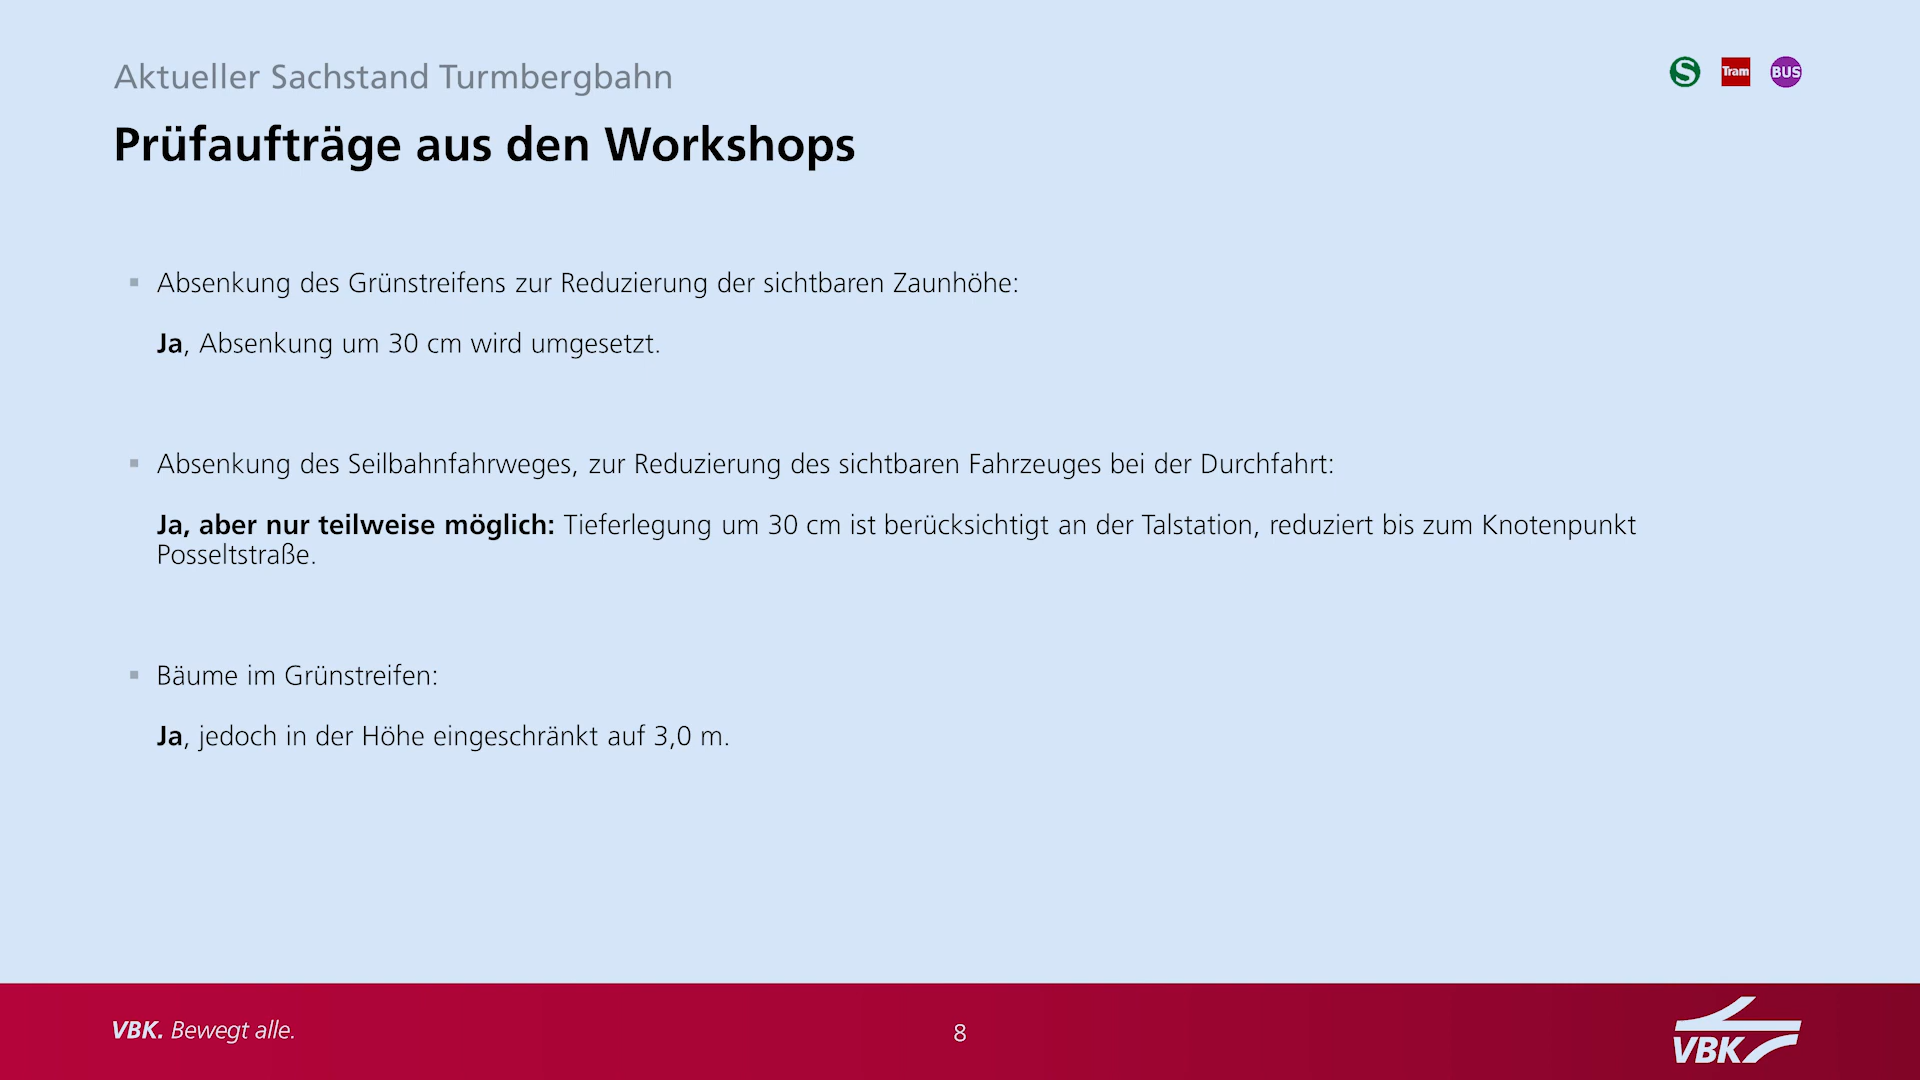 Aktueller Sachstand Turmbergbahn
S Tram BUS
Prüfaufträge aus den Workshops
Absenkung des Grünstreifens zur Reduzierung der sichtbaren Zaunhöhe:
Ja, Absenkung um 30 cm wird umgesetzt.
Absenkung des Seilbahnfahrweges, zur Reduzierung des sichtbaren Fahrzeuges bei der Durchfahrt:
Ja, aber nur teilweise möglich: Tieferlegung um 30 cm ist berücksichtigt an der Talstation, reduziert bis zum Knotenpunkt
Posseltstraße.
Bäume im Grünstreifen:
Ja, jedoch in der Höhe eingeschränkt auf 3,0 m.
VBK. Bewegt alle.
8
VBK